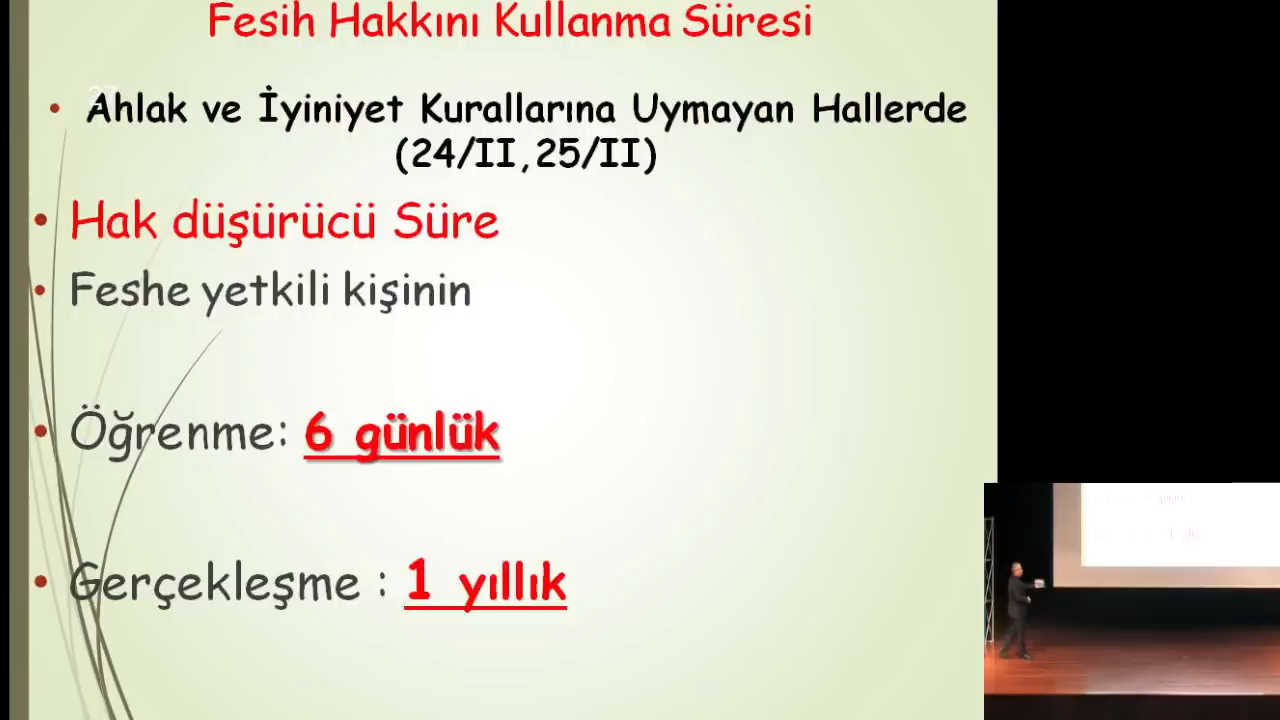 Fesih Hakkını Kullanma Süresi
• Ahlak ve İyiniyet Kurallarına Uymayan Hallerde
(24/II,25/II)
• Hak düşürücü Süre
• Feshe yetkili kişinin
• Öğrenme: 6 günlük
• Gerçekleşme : 1 yıllık